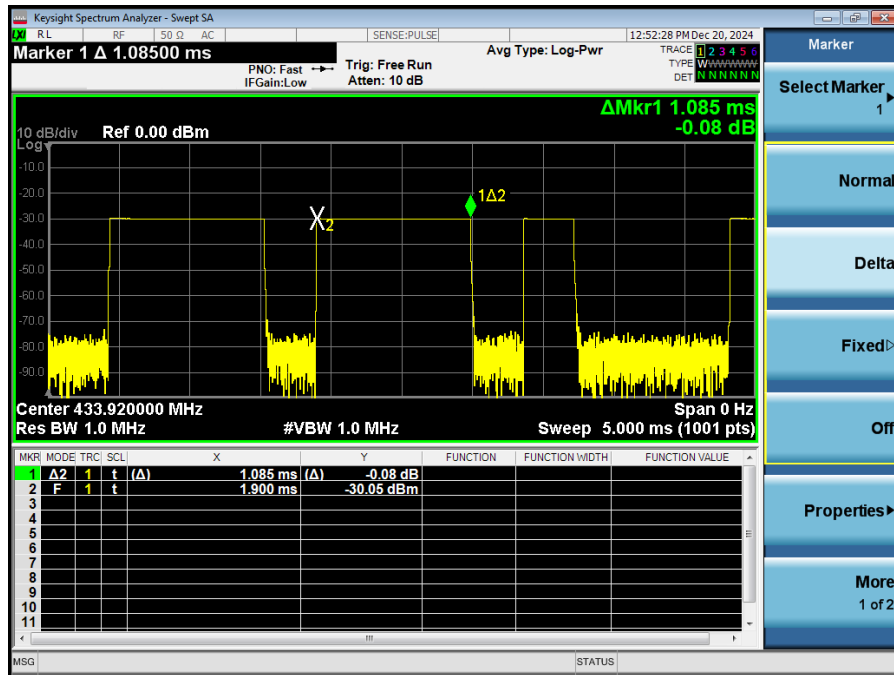 Keysight Spectrum Analyzer - Swept SA
LXI RL RF 50 Ω AC SENSE:PULSE 12:52:28 PM Dec 20, 2024
Marker 1 Δ 1.08500 ms
PNO: Fast
IFGain:Low
Trig: Free Run
Atten: 10 dB
Avg Type: Log-Pwr
TRACE 1 2 3 4 5 6
TYPE WWWWWW
DET N N N N N N
ΔMkr1 1.085 ms
-0.08 dB
10 dB/div Ref 0.00 dBm
Log
-10.0
-20.0
-30.0
-40.0
-50.0
-60.0
-70.0
-80.0
-90.0
X2
1Δ2
Center 433.920000 MHz Span 0 Hz
Res BW 1.0 MHz #VBW 1.0 MHz Sweep 5.000 ms (1001 pts)
MKR MODE TRC SCL X Y FUNCTION FUNCTION WIDTH FUNCTION VALUE
1 Δ2 1 t (Δ) 1.085 ms (Δ) -0.08 dB
2 F 1 t 1.900 ms -30.05 dBm
3
4
5
6
7
8
9
10
11
MSG STATUS
Marker
Select Marker
1
Normal
Delta
Fixed
Off
Properties
More
1 of 2